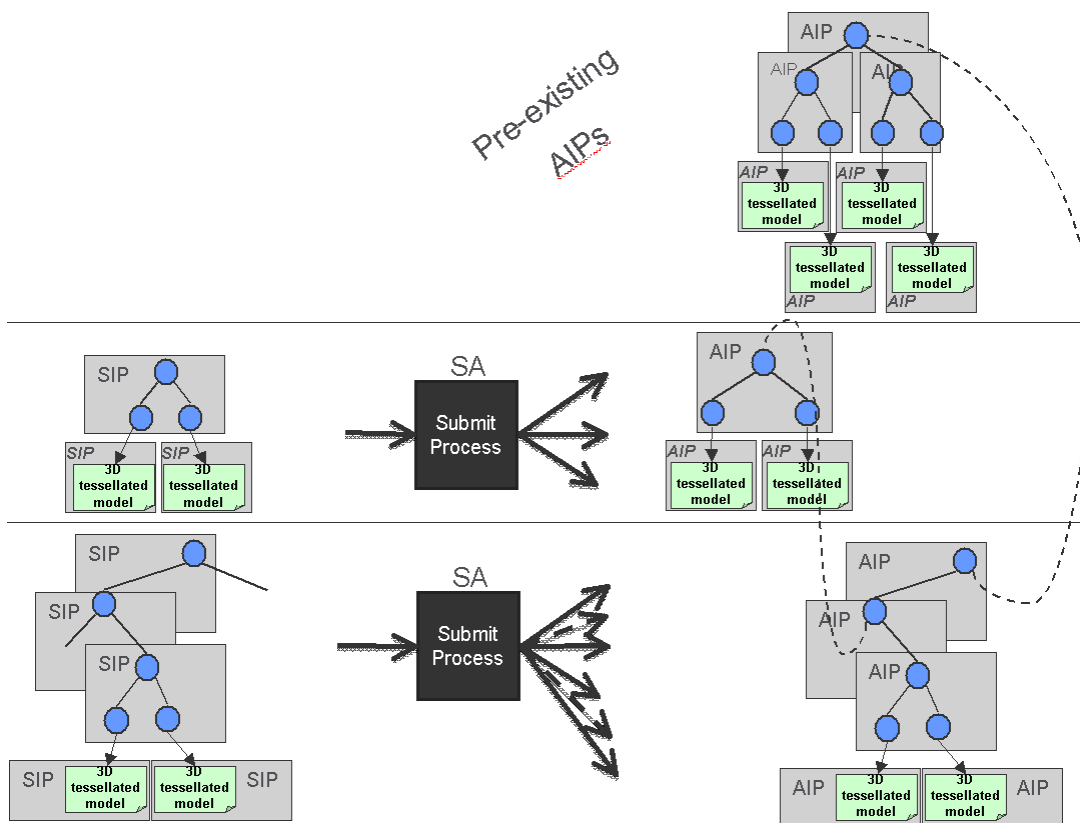 Pre-existing
AIPs
AIP
AIP
AIP
AIP
3D
tessellated
model
AIP
3D
tessellated
model
3D
tessellated
model
AIP
3D
tessellated
model
AIP
SIP
SIP
3D
tessellated
model
SIP
3D
tessellated
model
SA
Submit
Process
AIP
AIP
3D
tessellated
model
AIP
3D
tessellated
model
SIP
SIP
SIP
SIP
3D
tessellated
model
3D
tessellated
model
SIP
SA
Submit
Process
AIP
AIP
AIP
AIP
3D
tessellated
model
3D
tessellated
model
AIP